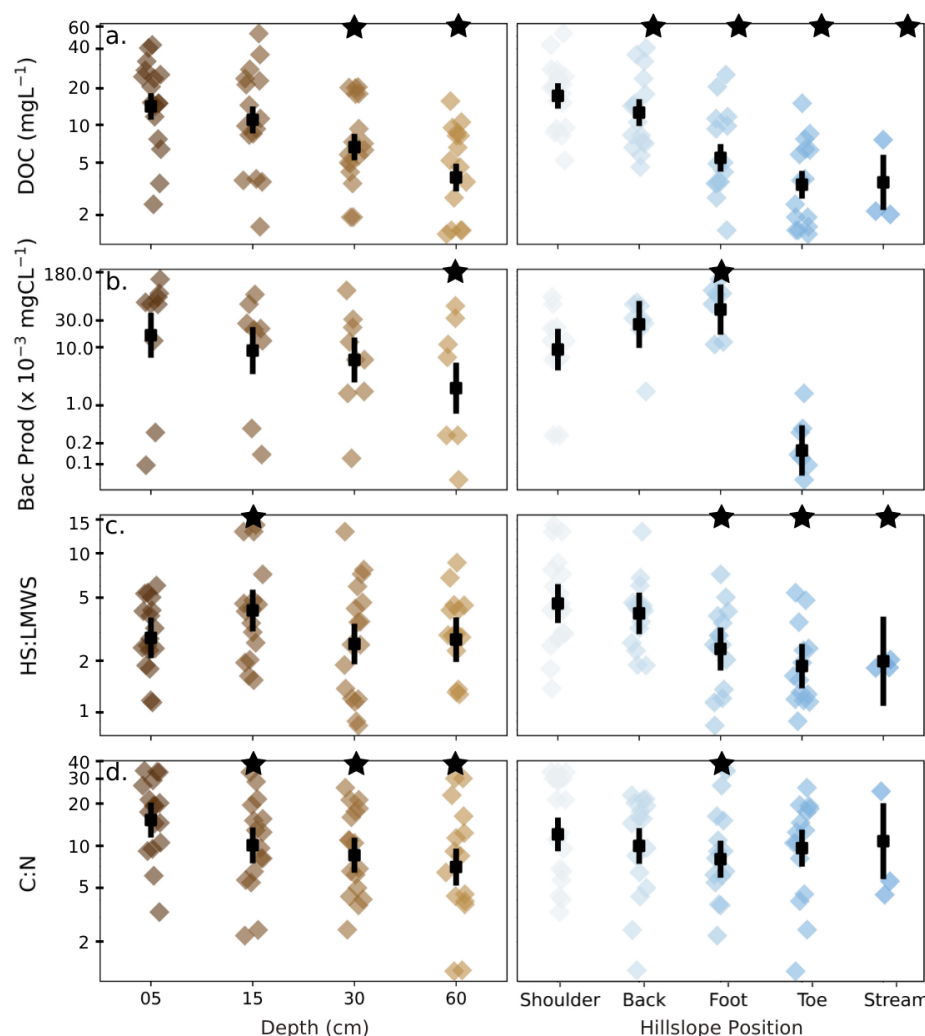 a.
DOC (mgL⁻¹)
60
40
20
10
5
2
b.
Bac Prod (x 10⁻³ mgCL⁻¹)
180.0
30.0
10.0
1.0
0.2
0.1
c.
HS:LMWS
15
10
5
2
1
d.
C:N
40
30
20
10
2
05 15 30 60
Depth (cm)
Shoulder Back Foot Toe Stream
Hillslope Position